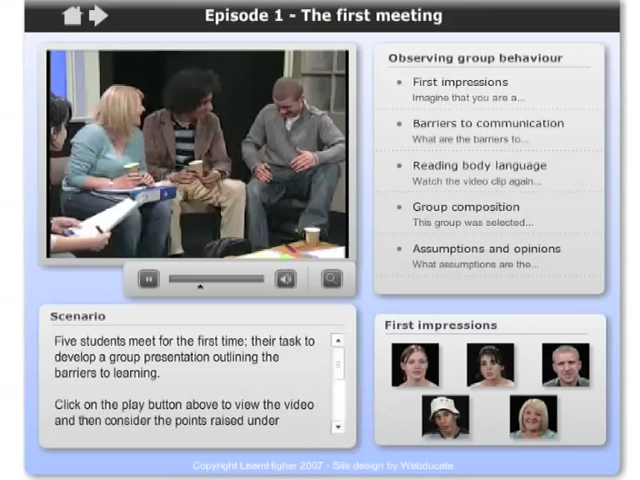 Episode 1 - The first meeting
Observing group behaviour
First impressions
Imagine that you are a...
Barriers to communication
What are the barriers to...
Reading body language
Watch the video clip again...
Group composition
This group was selected...
Assumptions and opinions
What assumptions are the...
Scenario
Five students meet for the first time; their task to
develop a group presentation outlining the
barriers to learning.
Click on the play button above to view the video
and then consider the points raised under
First impressions
Copyright LearnHigher 2007 - Site design by Webducate